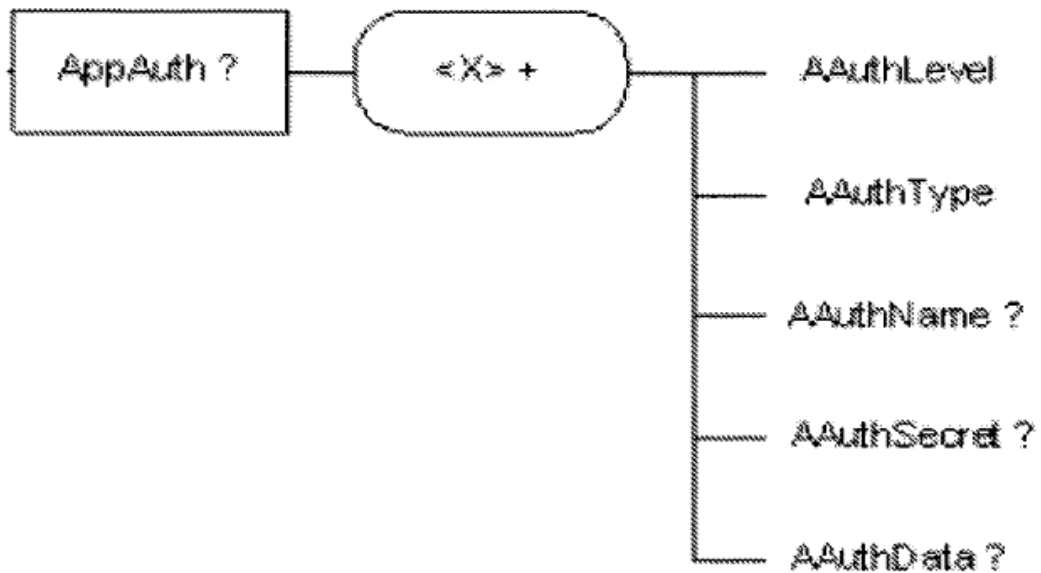 AppAuth ?
<X> +
AAuthLevel
AAuthType
AAuthName ?
AAuthSecret ?
AAuthData ?